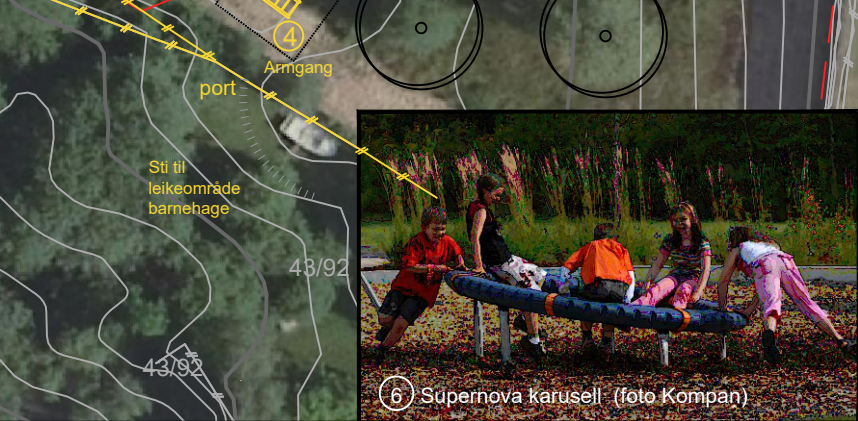 4
Armgang
port
Sti til
leikeområde
barnehage
43/92
43/92
6 Supernova karusell (foto Kompan)